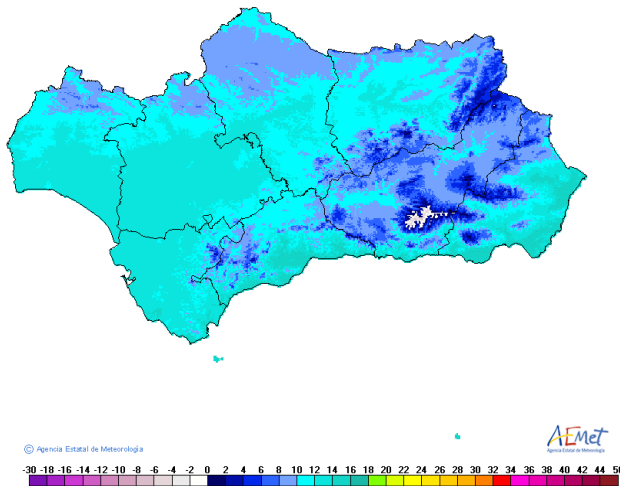 © Agencia Estatal de Meteorología
AEMet
Agencia Estatal de Meteorología
-30 -18 -16 -14 -12 -10 -8 -6 -4 -2 0 2 4 6 8 10 12 14 16 18 20 22 24 26 28 30 32 34 36 38 40 42 44 50